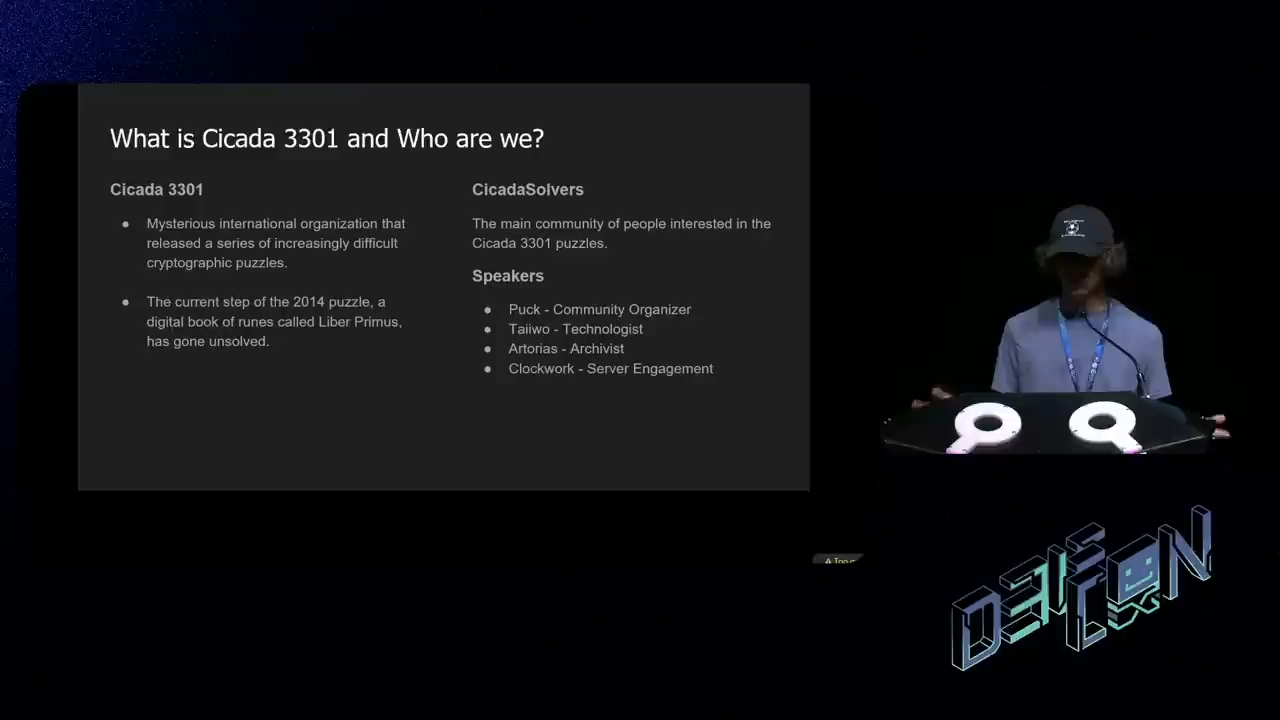 What is Cicada 3301 and Who are we?
Cicada 3301
● Mysterious international organization that
released a series of increasingly difficult
cryptographic puzzles.
● The current step of the 2014 puzzle, a
digital book of runes called Liber Primus,
has gone unsolved.
CicadaSolvers
The main community of people interested in the
Cicada 3301 puzzles.
Speakers
● Puck - Community Organizer
● Taiiwo - Technologist
● Artorias - Archivist
● Clockwork - Server Engagement
DEF
CON